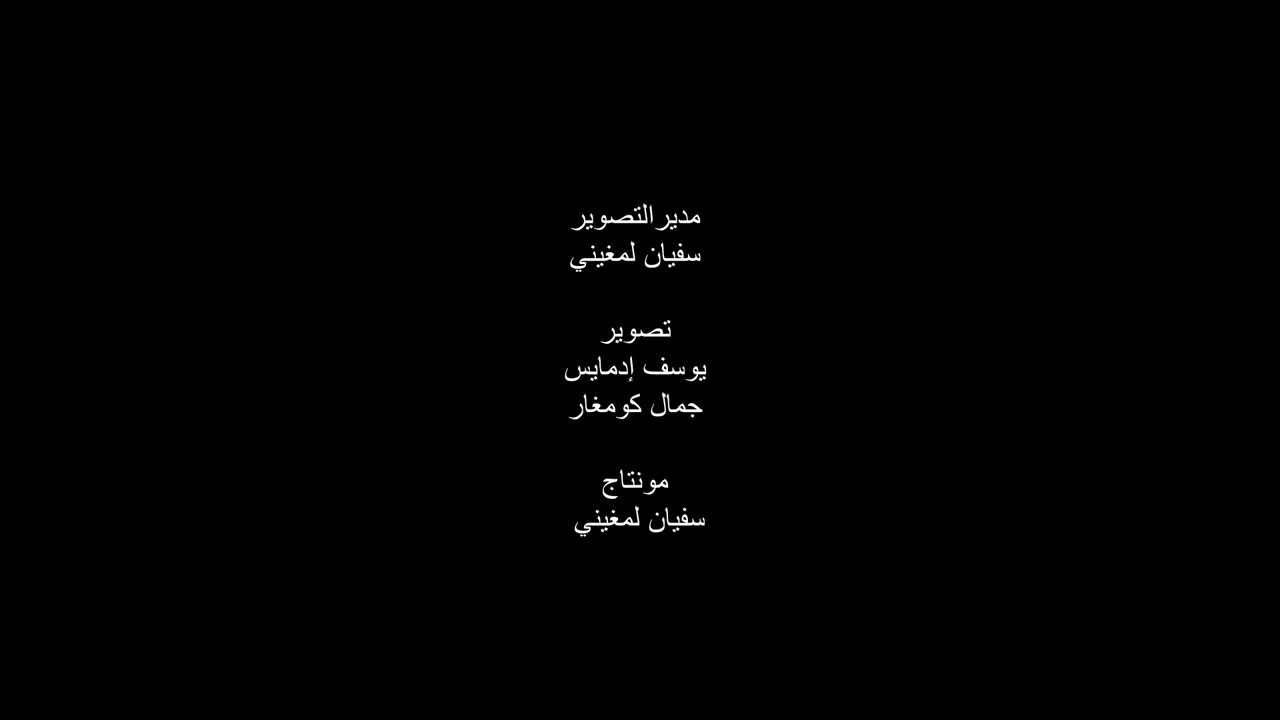 مدير التصوير
سفيان لمغيني
تصوير
يوسف إدمايس
جمال كومغار
مونتاج
سفيان لمغيني